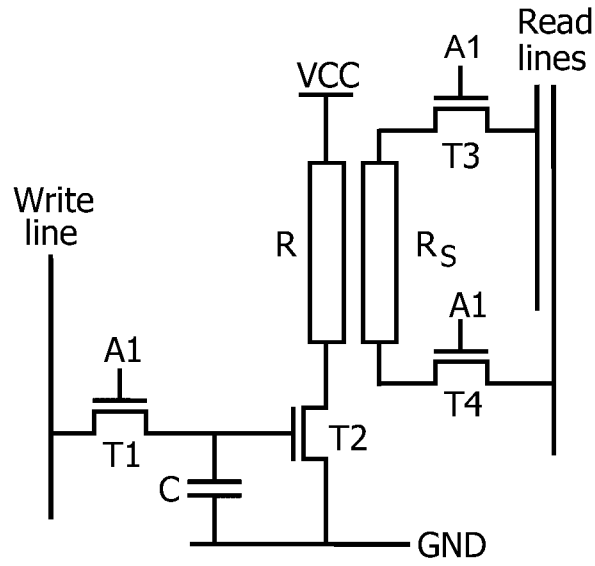 Read
lines
A1
VCC
T3
Write
line
R
RS
A1
A1
T4
T1
T2
C
GND